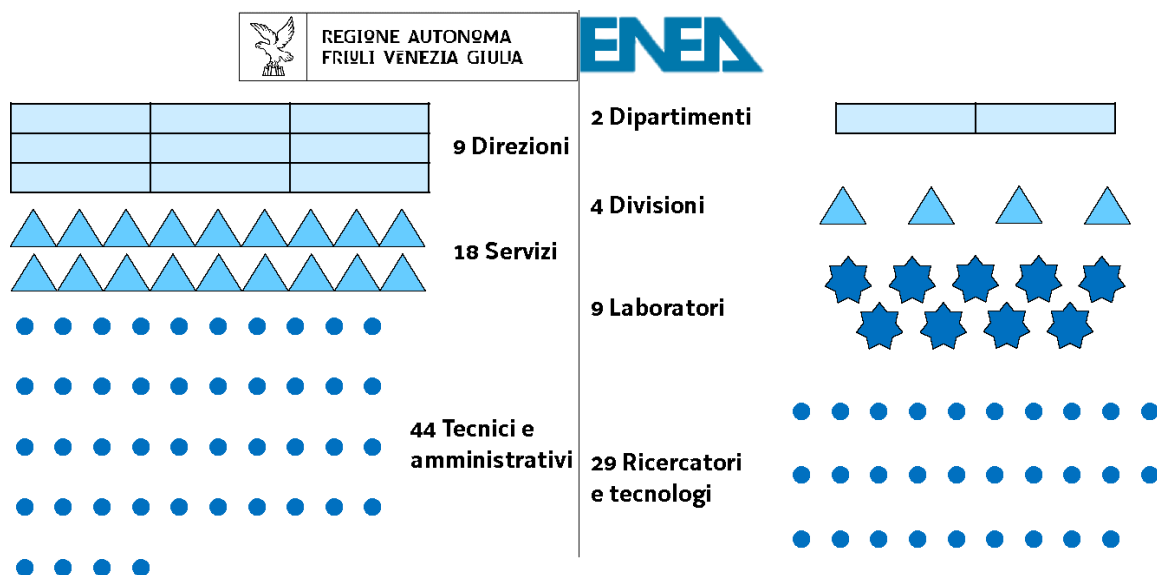 REGIONE AUTONOMA
FRIULI VENEZIA GIULIA
ENEA
9 Direzioni
18 Servizi
44 Tecnici e
amministrativi
2 Dipartimenti
4 Divisioni
9 Laboratori
29 Ricercatori
e tecnologi